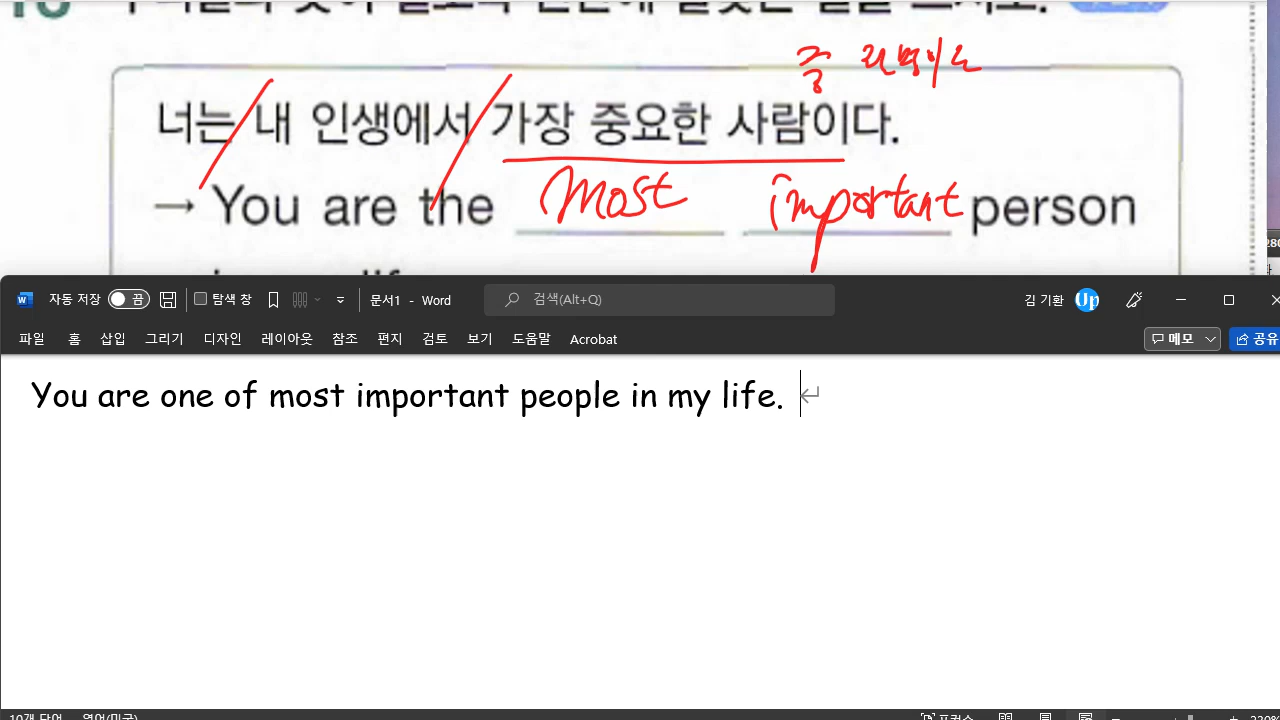 너는 내 인생에서 가장 중요한 사람이다.
중
→ You are the most important person
자동 저장 끔 탐색 창 문서1 - Word 검색(Alt+Q) 김 기환 Up
파일 홈 삽입 그리기 디자인 레이아웃 참조 편지 검토 보기 도움말 Acrobat 메모 공유
You are one of most important people in my life.